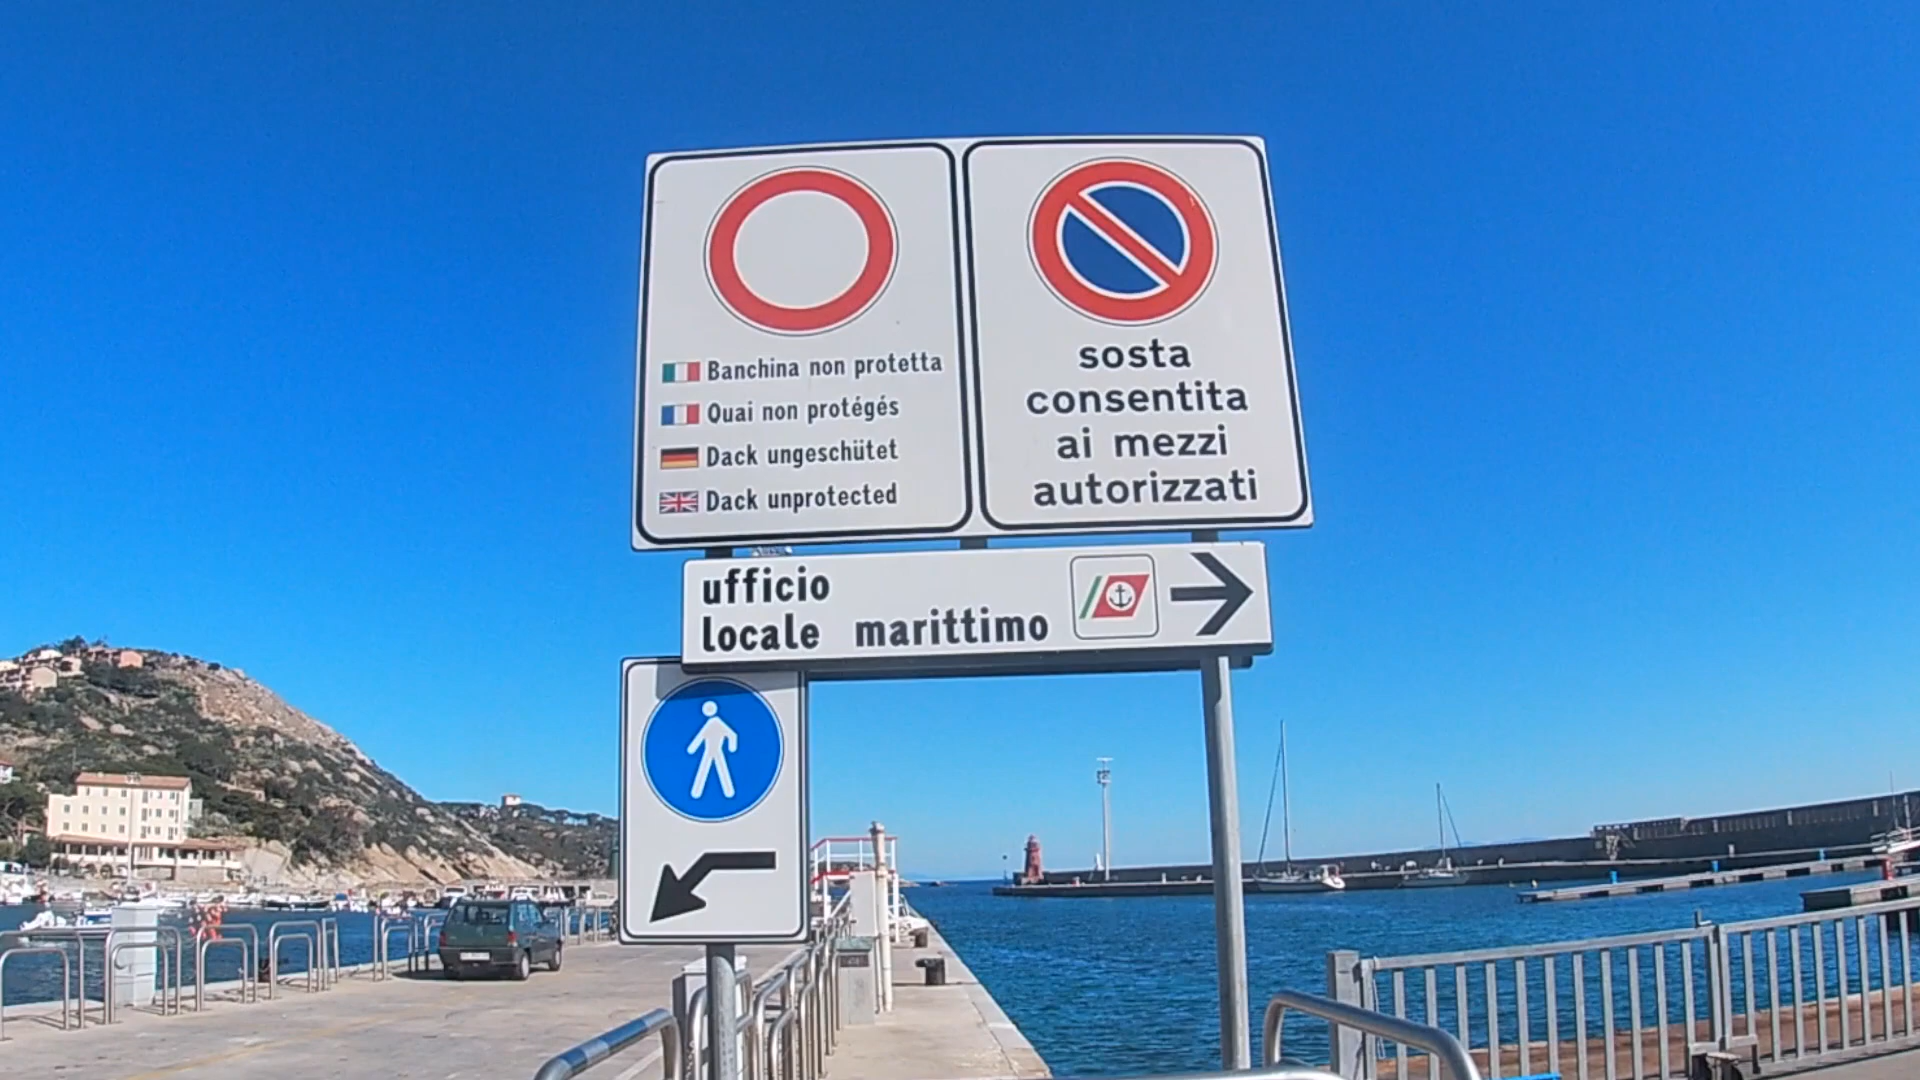 Banchina non protetta
Quai non protégés
Dack ungeschütet
Dack unprotected
sosta
consentita
ai mezzi
autorizzati
ufficio
locale marittimo